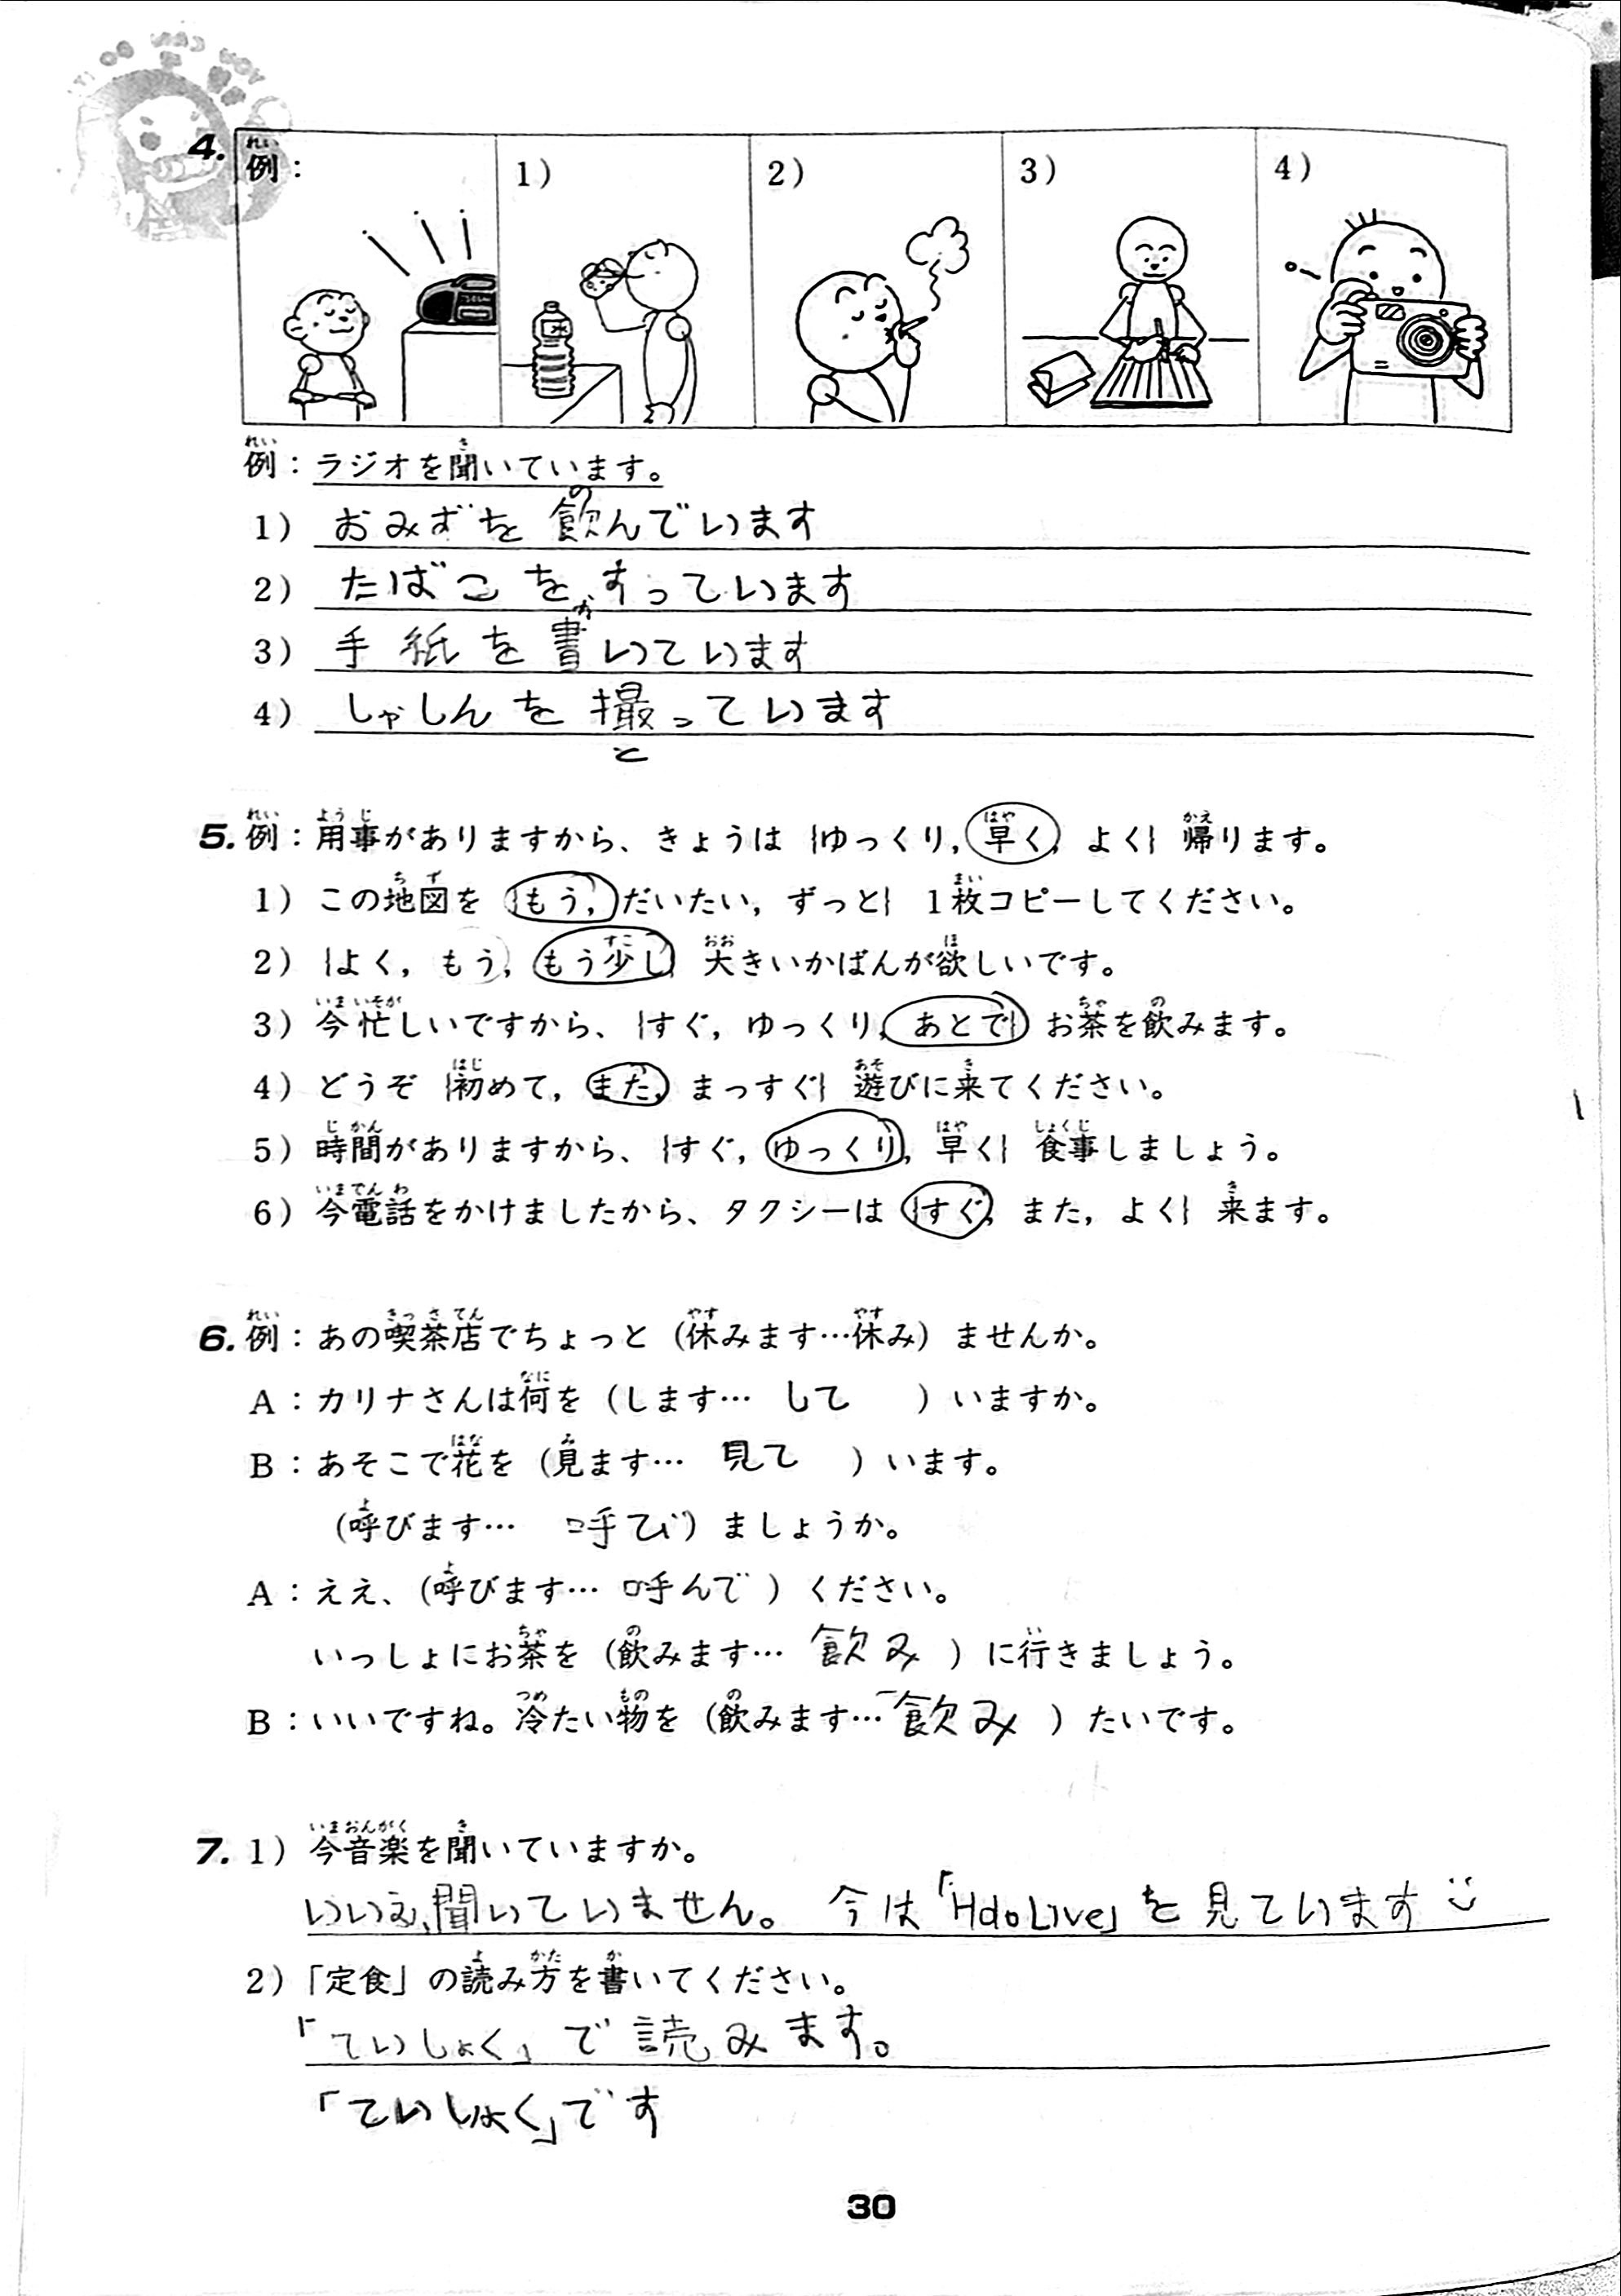 4. 例：
1)
2)
3)
4)
例：ラジオを聞いています。
1) おみずを飲んでいます
2) たばこをすっています
3) 手紙を書いています
4) しゃしんを撮っています
5. 例：用事がありますから、きょうは {ゆっくり, 早く, よく} 帰ります。
1) この地図を {もう, だいたい, ずっと} 1枚コピーしてください。
2) {よく, もう, もう少し} 大きいかばんが欲しいです。
3) 今忙しいですから、{すぐ, ゆっくり, あとで} お茶を飲みます。
4) どうぞ {初めて, また, まっすぐ} 遊びに来てください。
5) 時間がありますから、{すぐ, ゆっくり, 早く} 食事しましょう。
6) 今電話をかけましたから、タクシーは {すぐ, また, よく} 来ます。
6. 例：あの喫茶店でちょっと（休みます…休み）ませんか。
A：カリナさんは何を（します… して ）いますか。
B：あそこで花を（見ます… 見て ）います。
（呼びます… 呼び）ましょうか。
A：ええ、（呼びます… 呼んで ）ください。
いっしょにお茶を（飲みます… 飲み ）に行きましょう。
B：いいですね。冷たい物を（飲みます… 飲み ）たいです。
7. 1) 今音楽を聞いていますか。
いいえ、聞いていません。今は「HdoLive」を見ています
2)「定食」の読み方を書いてください。
「ていしょく」で読みます。
「ていしょく」です
30